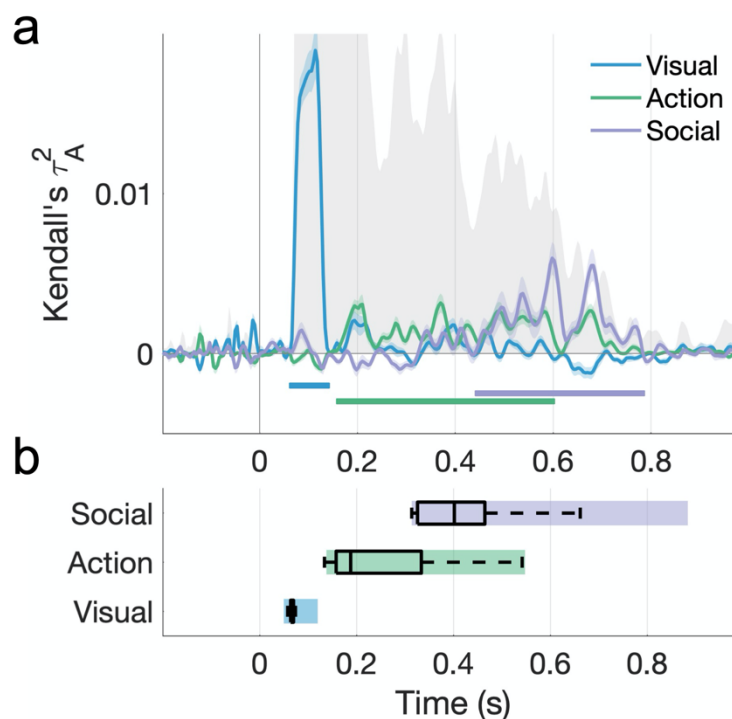 a
Visual
Action
Social
Kendall's τ²_A
0.01
0
0 0.2 0.4 0.6 0.8
b
Social
Action
Visual
0 0.2 0.4 0.6 0.8
Time (s)